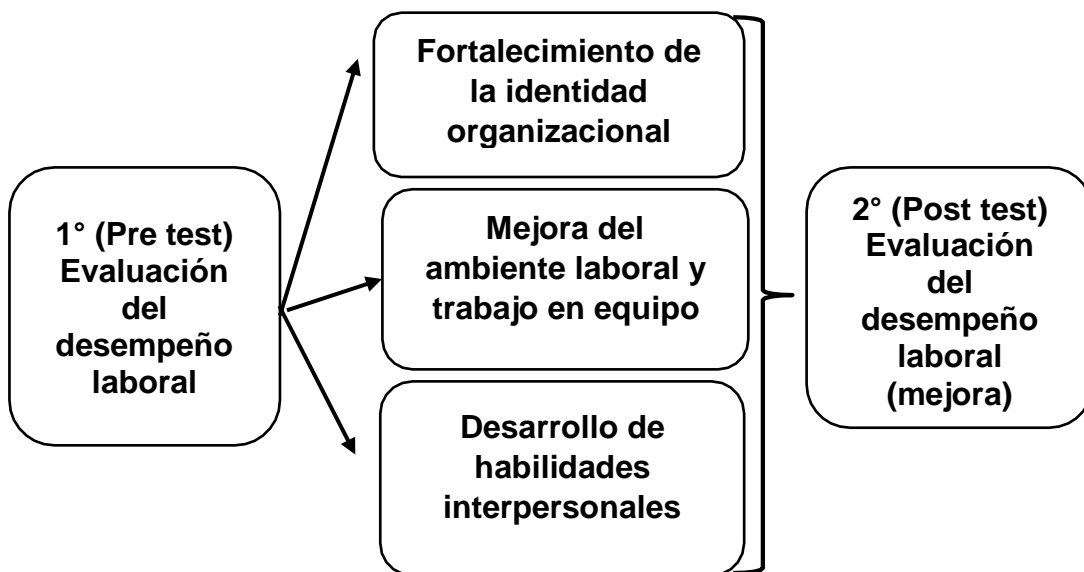 1° (Pre test)
Evaluación
del
desempeño
laboral
Fortalecimiento de
la identidad
organizacional
Mejora del
ambiente laboral y
trabajo en equipo
Desarrollo de
habilidades
interpersonales
2° (Post test)
Evaluación
del
desempeño
laboral
(mejora)